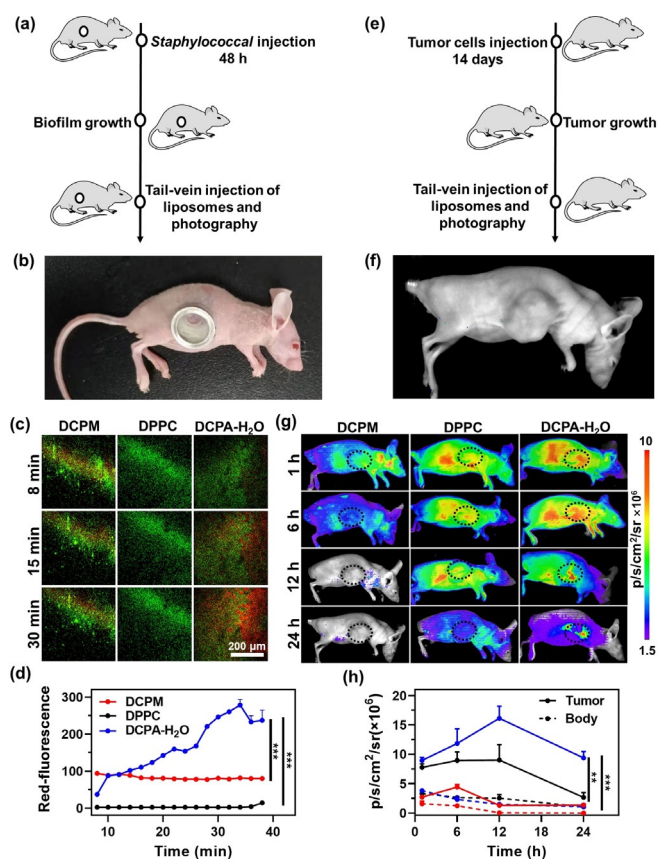 (a)
Staphylococcal injection
48 h
Biofilm growth
Tail-vein injection of
liposomes and
photography
(e)
Tumor cells injection
14 days
Tumor growth
Tail-vein injection of
liposomes and
photography
(b)
(f)
(c)
DCPM DPPC DCPA-H₂O
8 min
15 min
30 min
200 μm
(g)
DCPM DPPC DCPA-H₂O
1 h
6 h
12 h
24 h
10
p/s/cm²/sr ×10⁶
1.5
(d)
DCPM
DPPC
DCPA-H₂O
Red-fluorescence
300
200
100
0
10 20 30 40
Time (min)
***
***
(h)
Tumor
Body
p/s/cm²/sr(×10⁶)
20
15
10
5
0
0 6 12 18 24
Time (h)
**
***